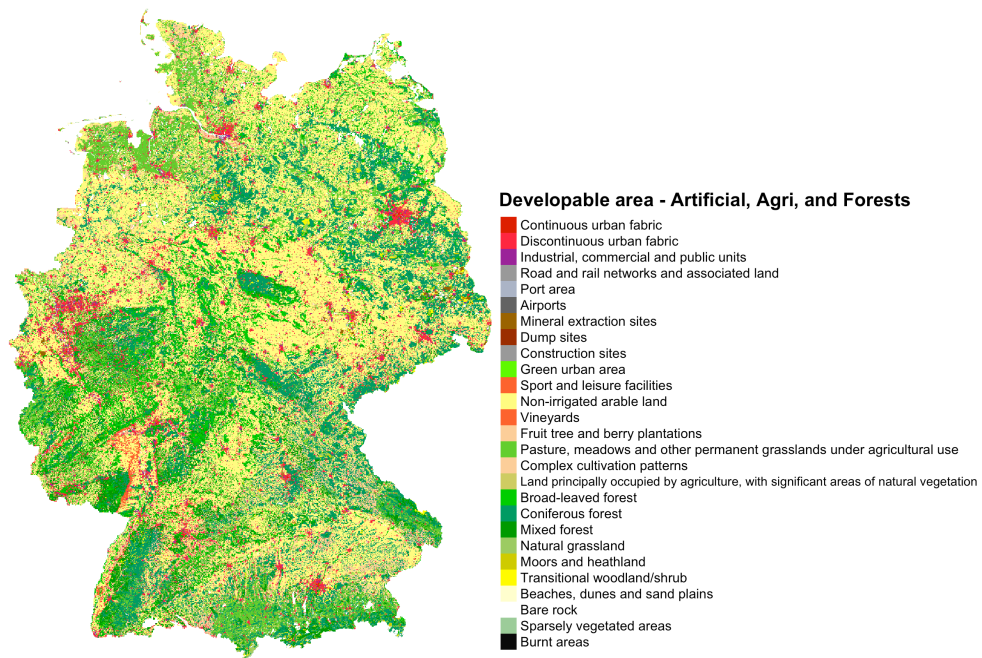 Developable area - Artificial, Agri, and Forests
Continuous urban fabric
Discontinuous urban fabric
Industrial, commercial and public units
Road and rail networks and associated land
Port area
Airports
Mineral extraction sites
Dump sites
Construction sites
Green urban area
Sport and leisure facilities
Non-irrigated arable land
Vineyards
Fruit tree and berry plantations
Pasture, meadows and other permanent grasslands under agricultural use
Complex cultivation patterns
Land principally occupied by agriculture, with significant areas of natural vegetation
Broad-leaved forest
Coniferous forest
Mixed forest
Natural grassland
Moors and heathland
Transitional woodland/shrub
Beaches, dunes and sand plains
Bare rock
Sparsely vegetated areas
Burnt areas